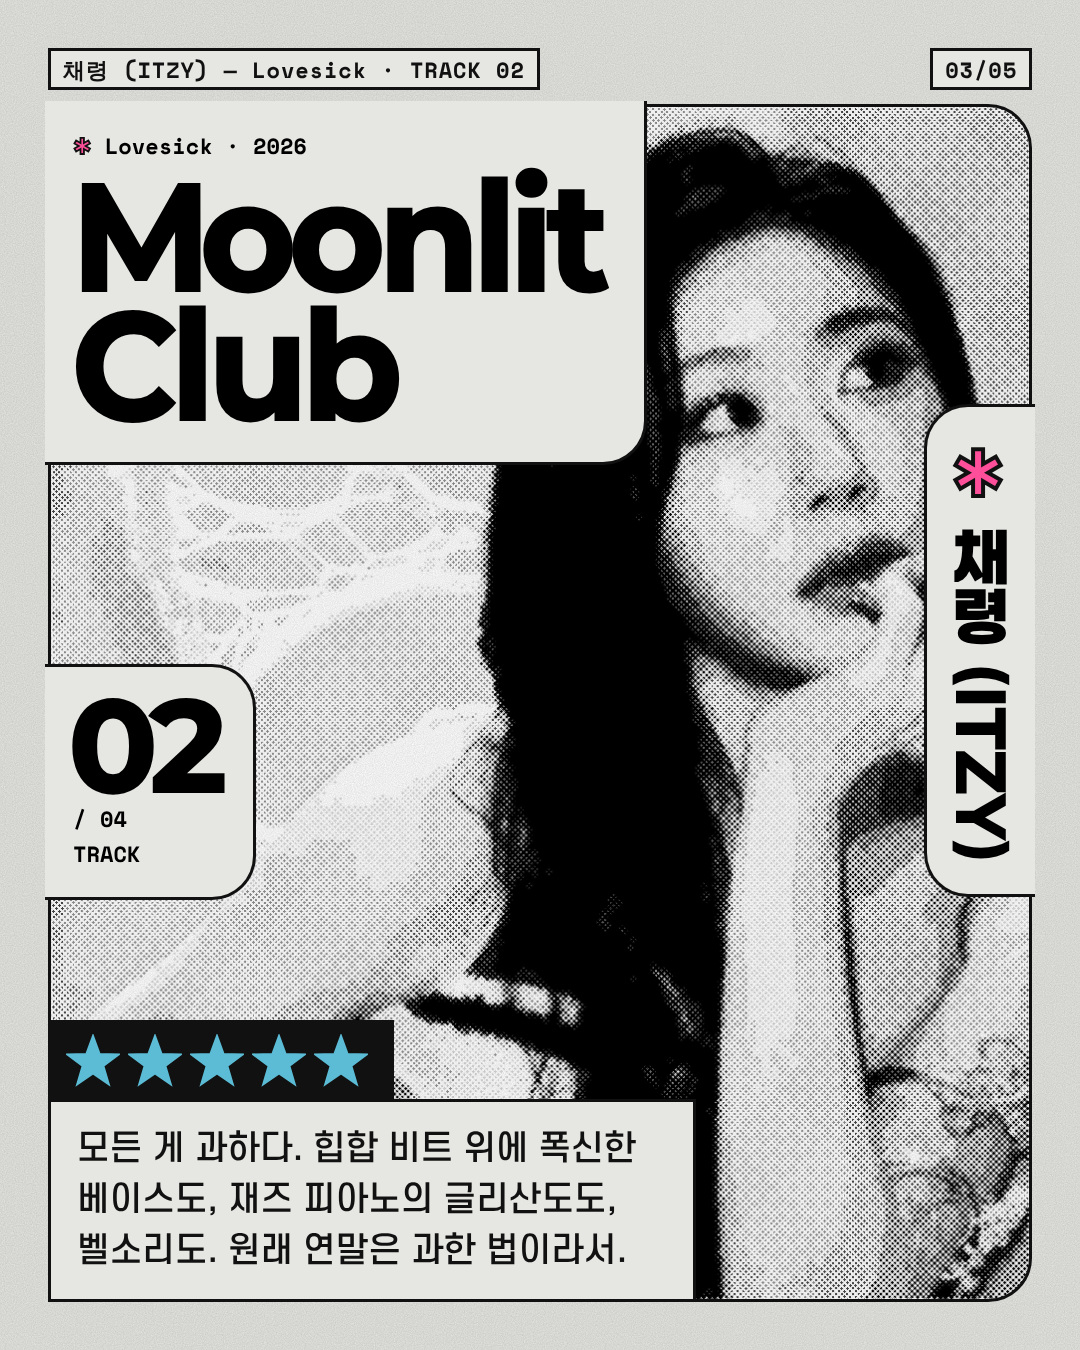 채령 (ITZY) — Lovesick · TRACK 02
03/05
* Lovesick · 2026
Moonlit
Club
* 채령 (ITZY)
02
/ 04
TRACK
★★★★★
모든 게 과하다. 힙합 비트 위에 폭신한
베이스도, 재즈 피아노의 글리산도도,
벨소리도. 원래 연말은 과한 법이라서.